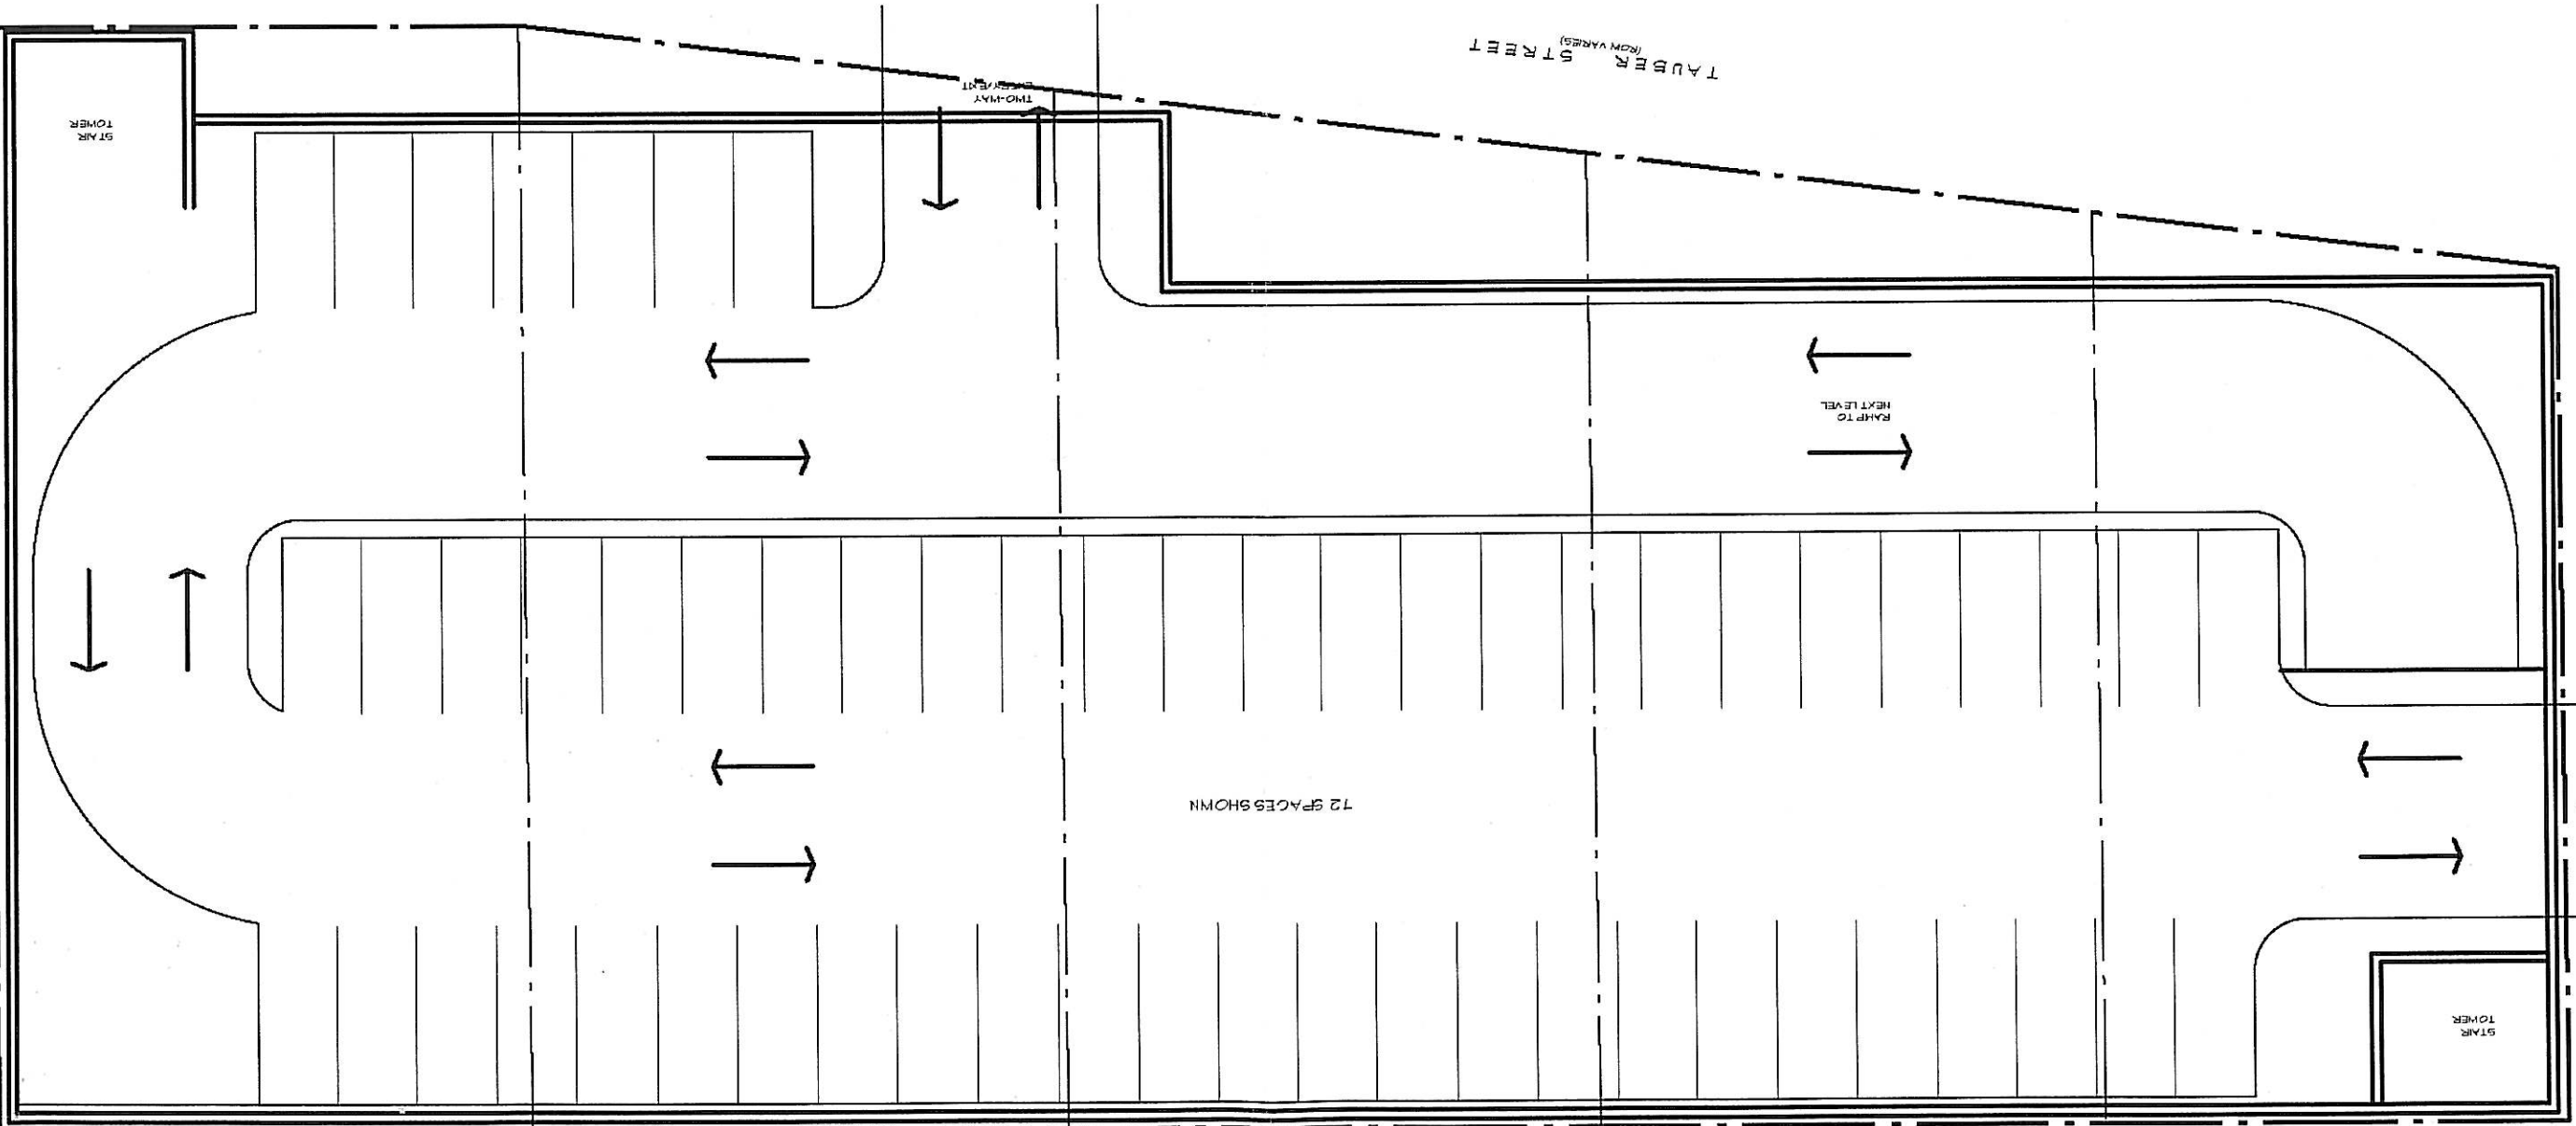 TAUBER STREET
(ROW VARIES)
TWO-WAY
STAIR
TOWER
RAMP TO
NEXT LEVEL
72 SPACES SHOWN
STAIR
TOWER